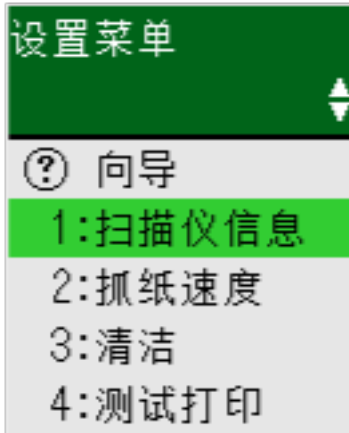 设置菜单
? 向导
1:扫描仪信息
2:抓纸速度
3:清洁
4:测试打印